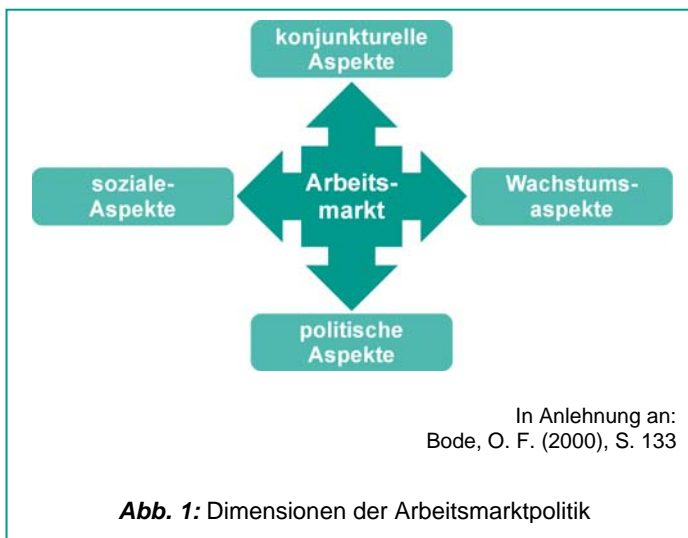 konjunkturelle
Aspekte
soziale-
Aspekte
Arbeits-
markt
Wachstums-
aspekte
politische
Aspekte
In Anlehnung an:
Bode, O. F. (2000), S. 133
Abb. 1: Dimensionen der Arbeitsmarktpolitik